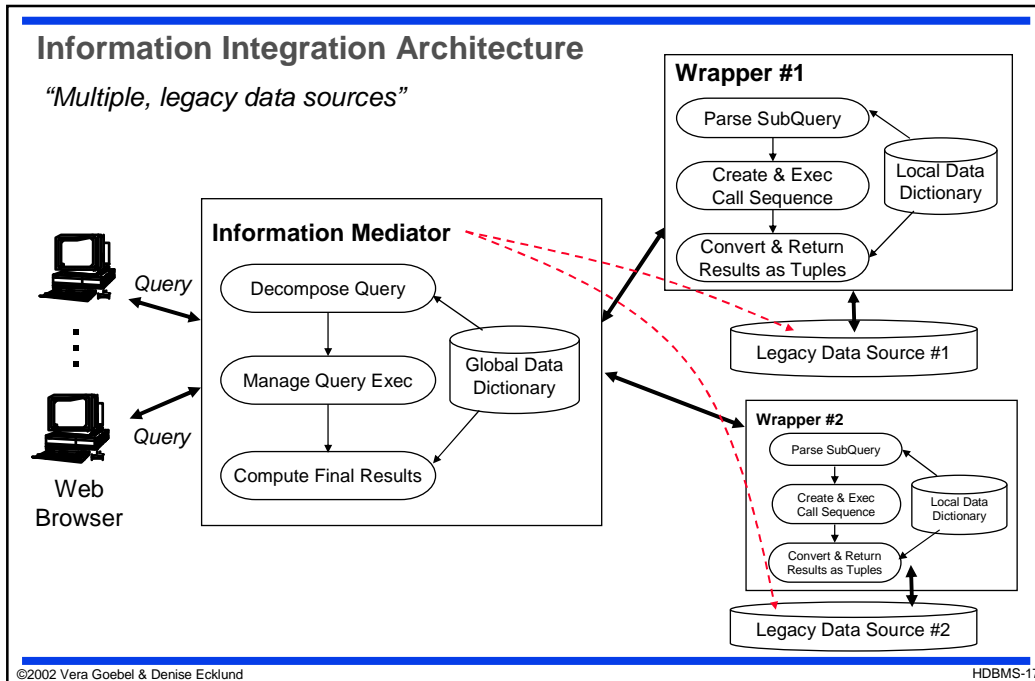 Information Integration Architecture
“Multiple, legacy data sources”
Query
Query
Web
Browser
Information Mediator
Decompose Query
Manage Query Exec
Compute Final Results
Global Data
Dictionary
Wrapper #1
Parse SubQuery
Create & Exec
Call Sequence
Convert & Return
Results as Tuples
Local Data
Dictionary
Legacy Data Source #1
Wrapper #2
Parse SubQuery
Create & Exec
Call Sequence
Convert & Return
Results as Tuples
Local Data
Dictionary
Legacy Data Source #2
©2002 Vera Goebel & Denise Ecklund
HDBMS-17